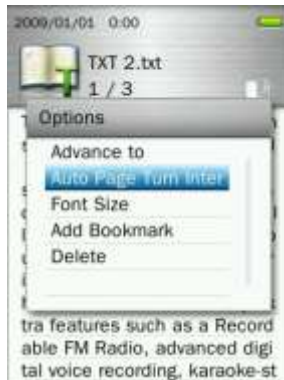 2009/01/01 0:00
TXT 2.txt
1 / 3
Options
Advance to
Auto Page Turn Inter
Font Size
Add Bookmark
Delete
tra features such as a Record
able FM Radio, advanced digi
tal voice recording, karaoke-st